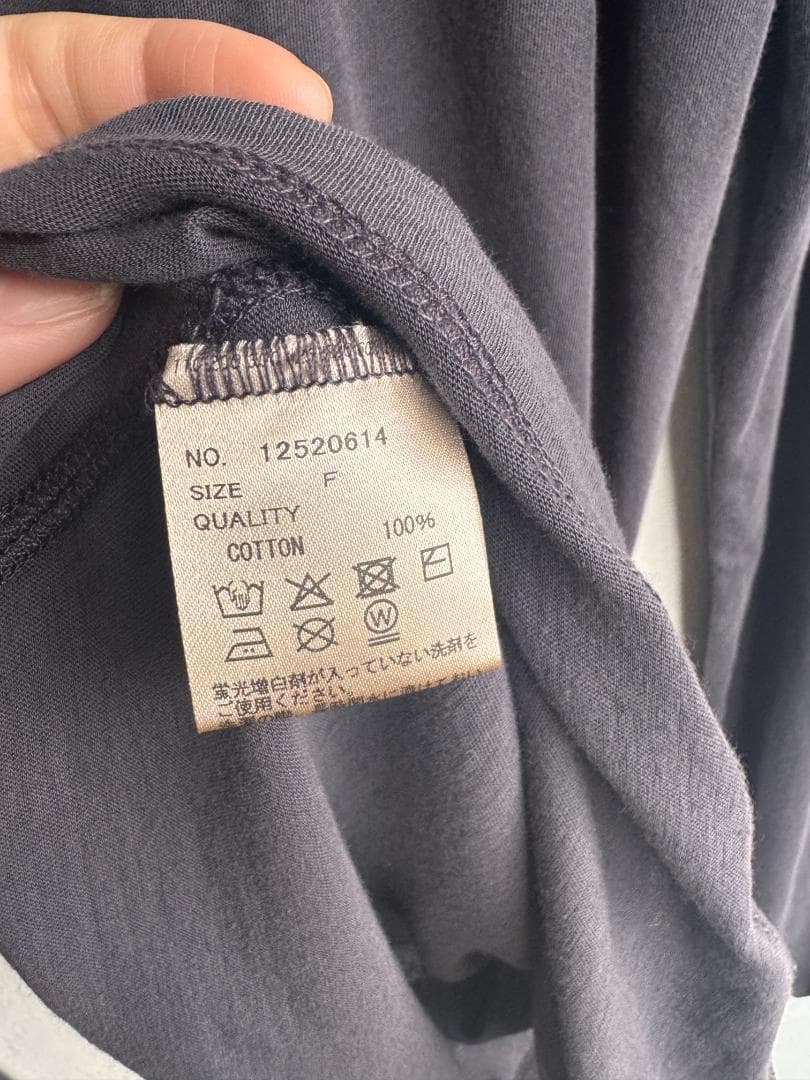 NO. 12520614
SIZE F
QUALITY
COTTON 100%
W
蛍光増白剤が入っていない洗剤を
ご使用ください。